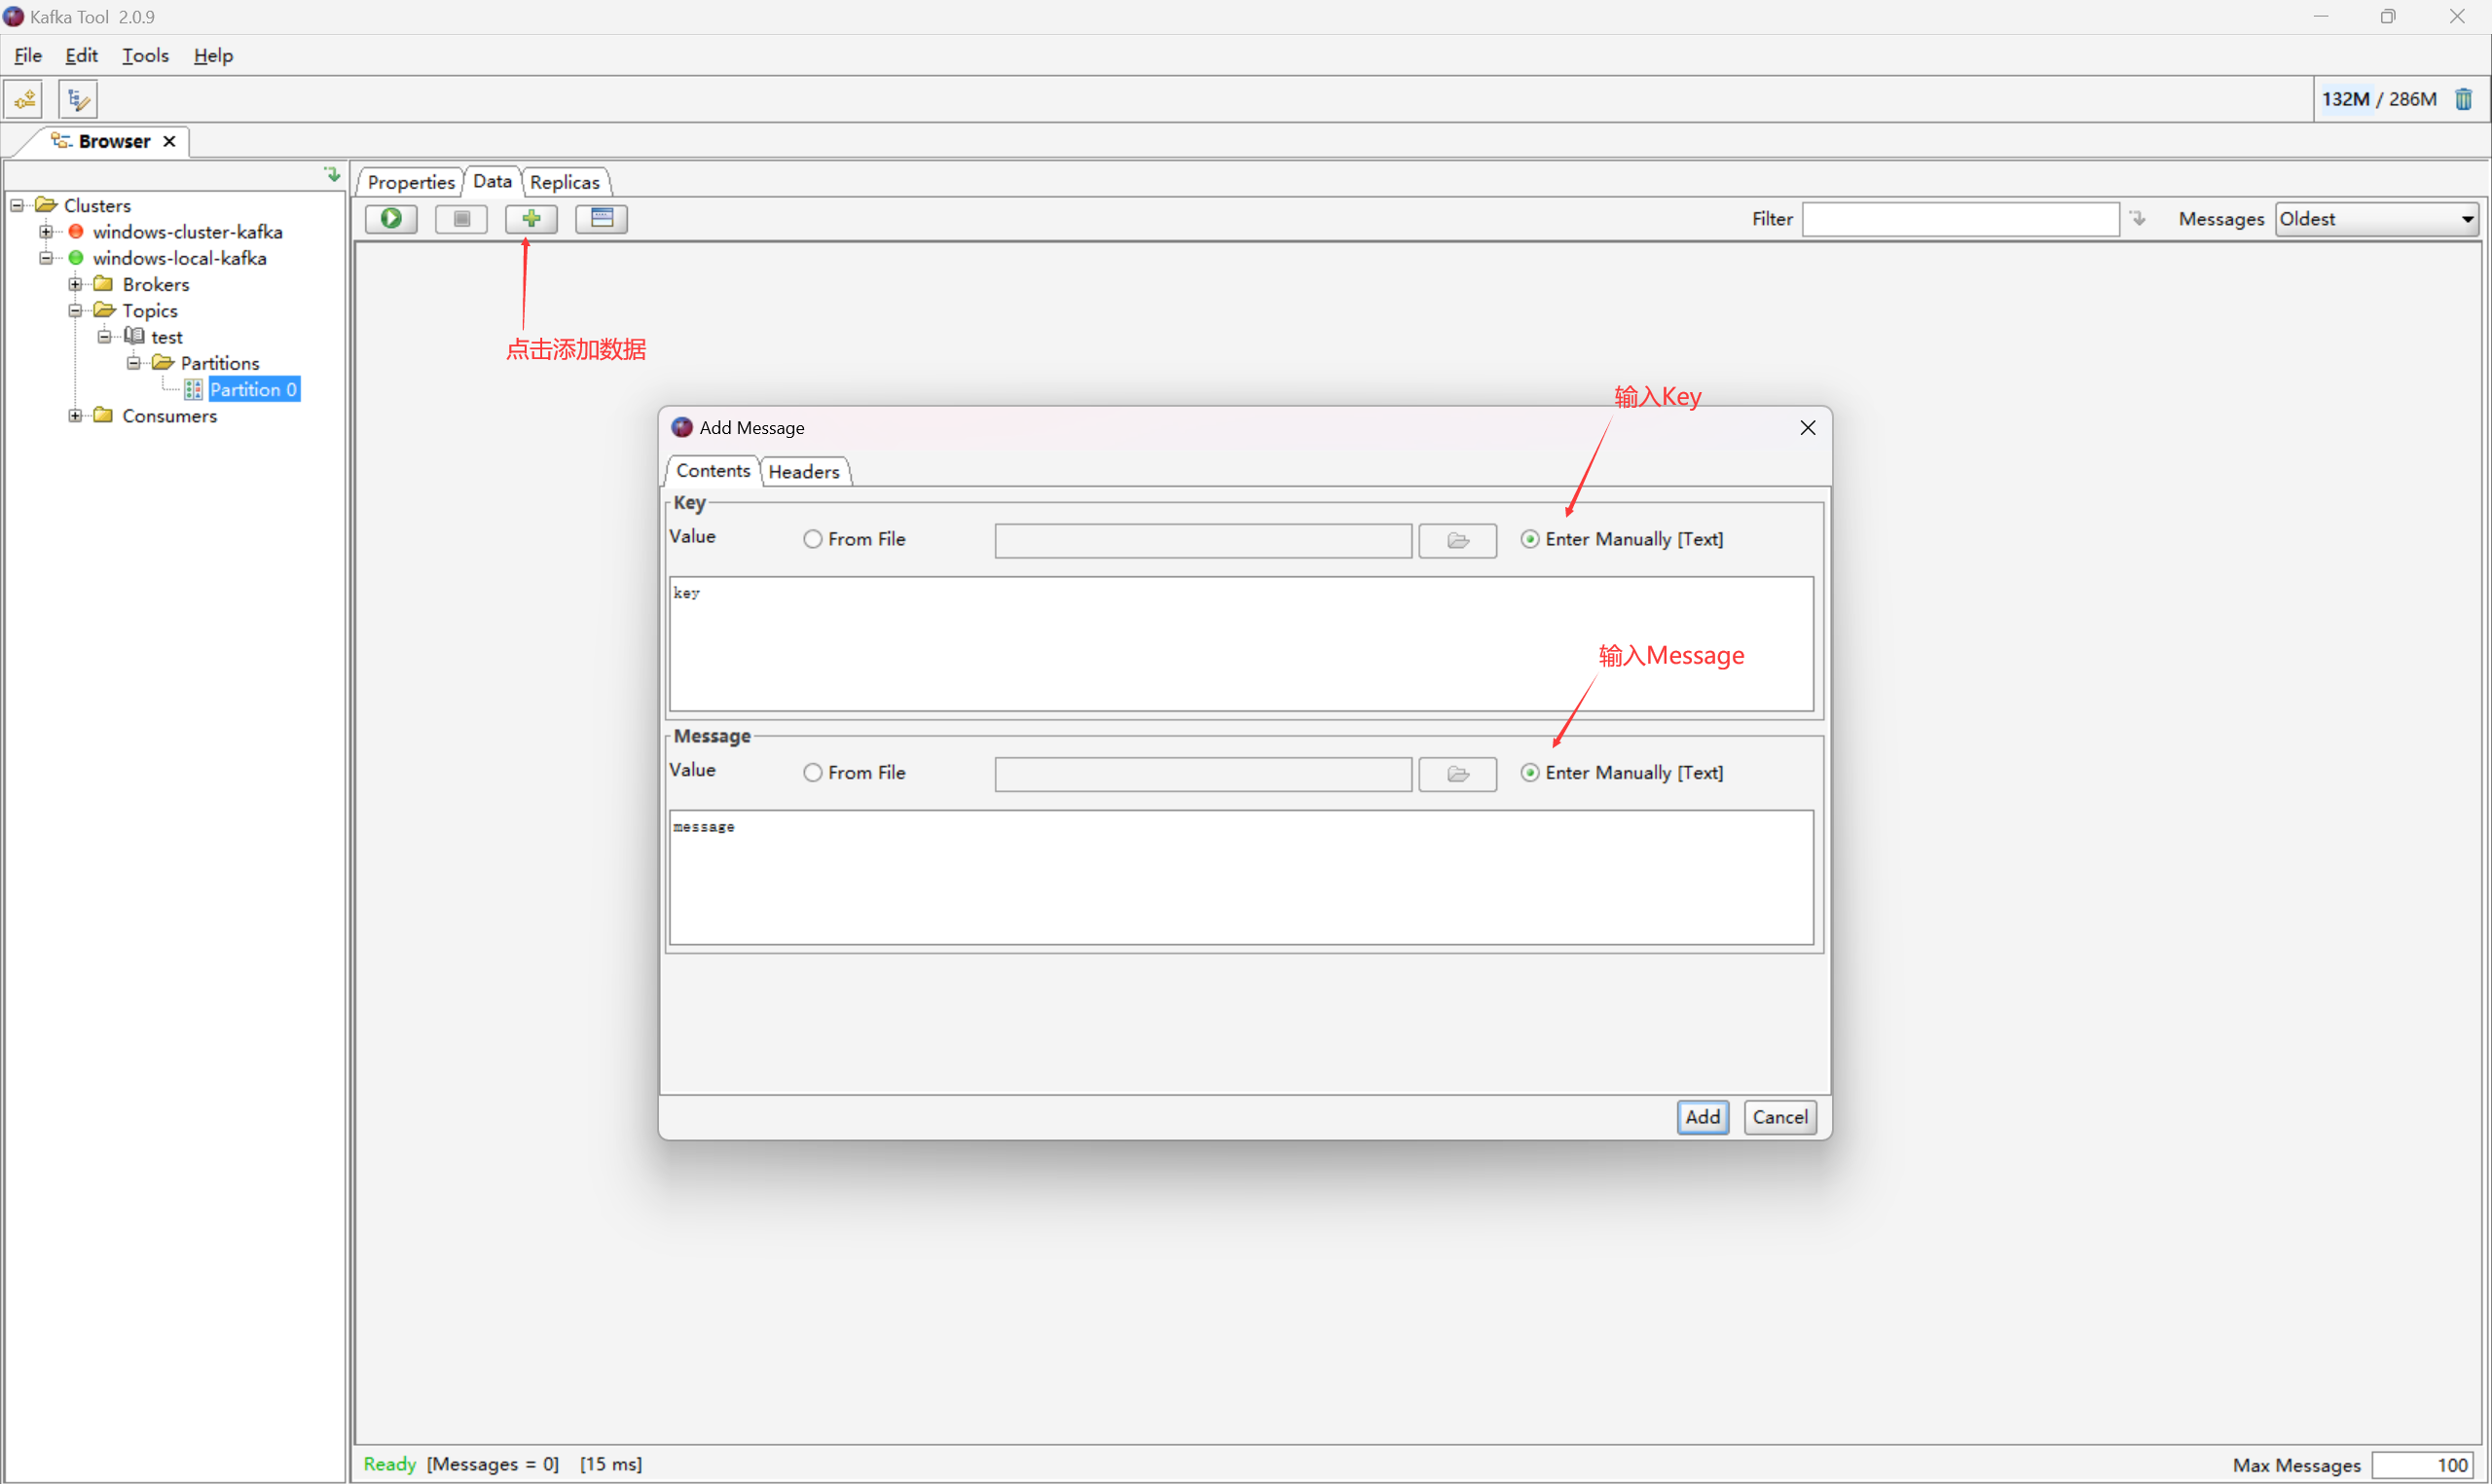 Kafka Tool 2.0.9
File Edit Tools Help
132M / 286M
Browser
Properties Data Replicas
Clusters
windows-cluster-kafka
windows-local-kafka
Brokers
Topics
test
Partitions
Partition 0
Consumers
Filter Messages Oldest
点击添加数据
输入Key
Add Message
Contents Headers
Key
Value From File Enter Manually [Text]
key
输入Message
Message
Value From File Enter Manually [Text]
message
Add Cancel
Ready [Messages = 0] [15 ms] Max Messages 100